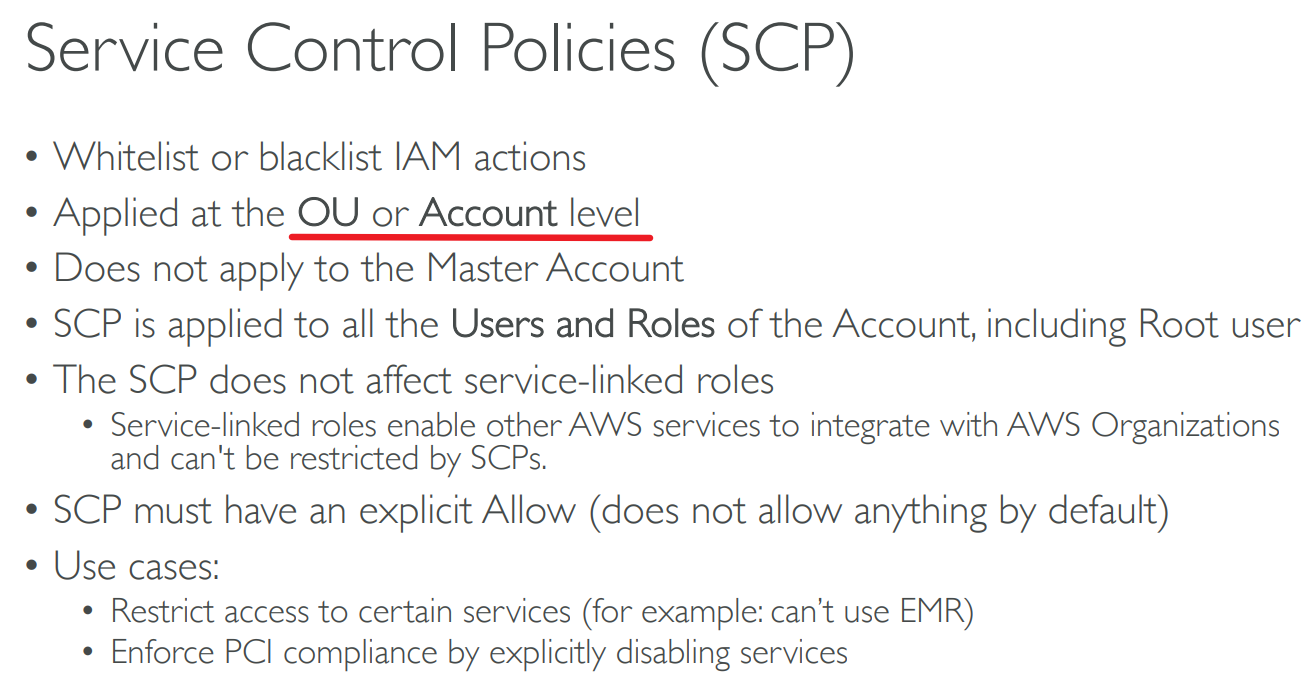 Service Control Policies (SCP)
• Whitelist or blacklist IAM actions
• Applied at the OU or Account level
• Does not apply to the Master Account
• SCP is applied to all the Users and Roles of the Account, including Root user
• The SCP does not affect service-linked roles
• Service-linked roles enable other AWS services to integrate with AWS Organizations
and can't be restricted by SCPs.
• SCP must have an explicit Allow (does not allow anything by default)
• Use cases:
• Restrict access to certain services (for example: can’t use EMR)
• Enforce PCI compliance by explicitly disabling services